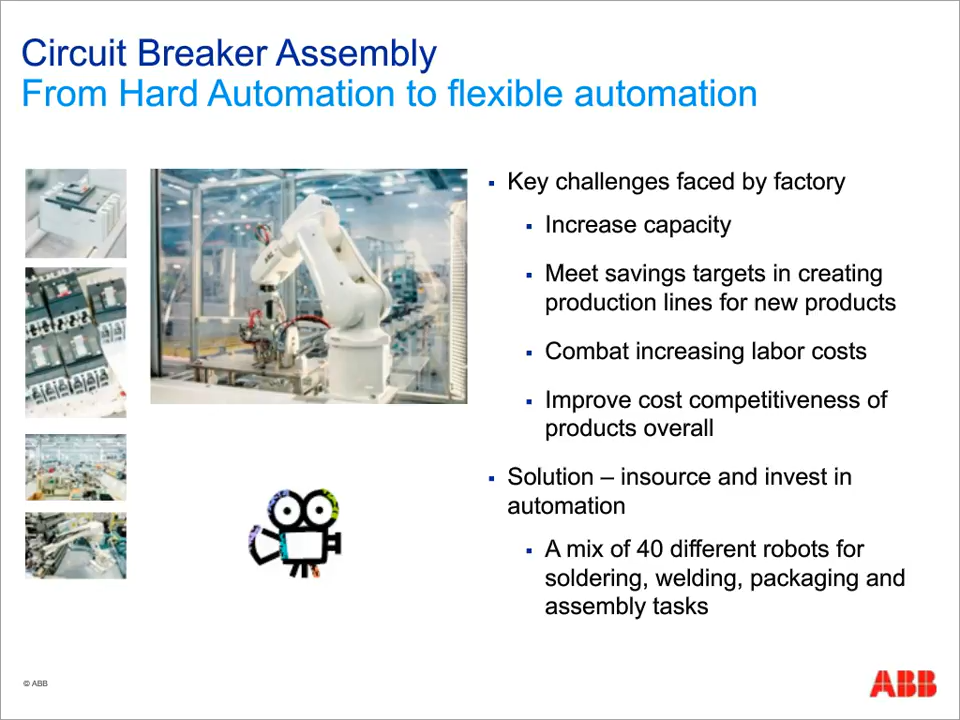 Circuit Breaker Assembly
From Hard Automation to flexible automation
▪ Key challenges faced by factory
▪ Increase capacity
▪ Meet savings targets in creating
production lines for new products
▪ Combat increasing labor costs
▪ Improve cost competitiveness of
products overall
▪ Solution – insource and invest in
automation
▪ A mix of 40 different robots for
soldering, welding, packaging and
assembly tasks
© ABB
ABB